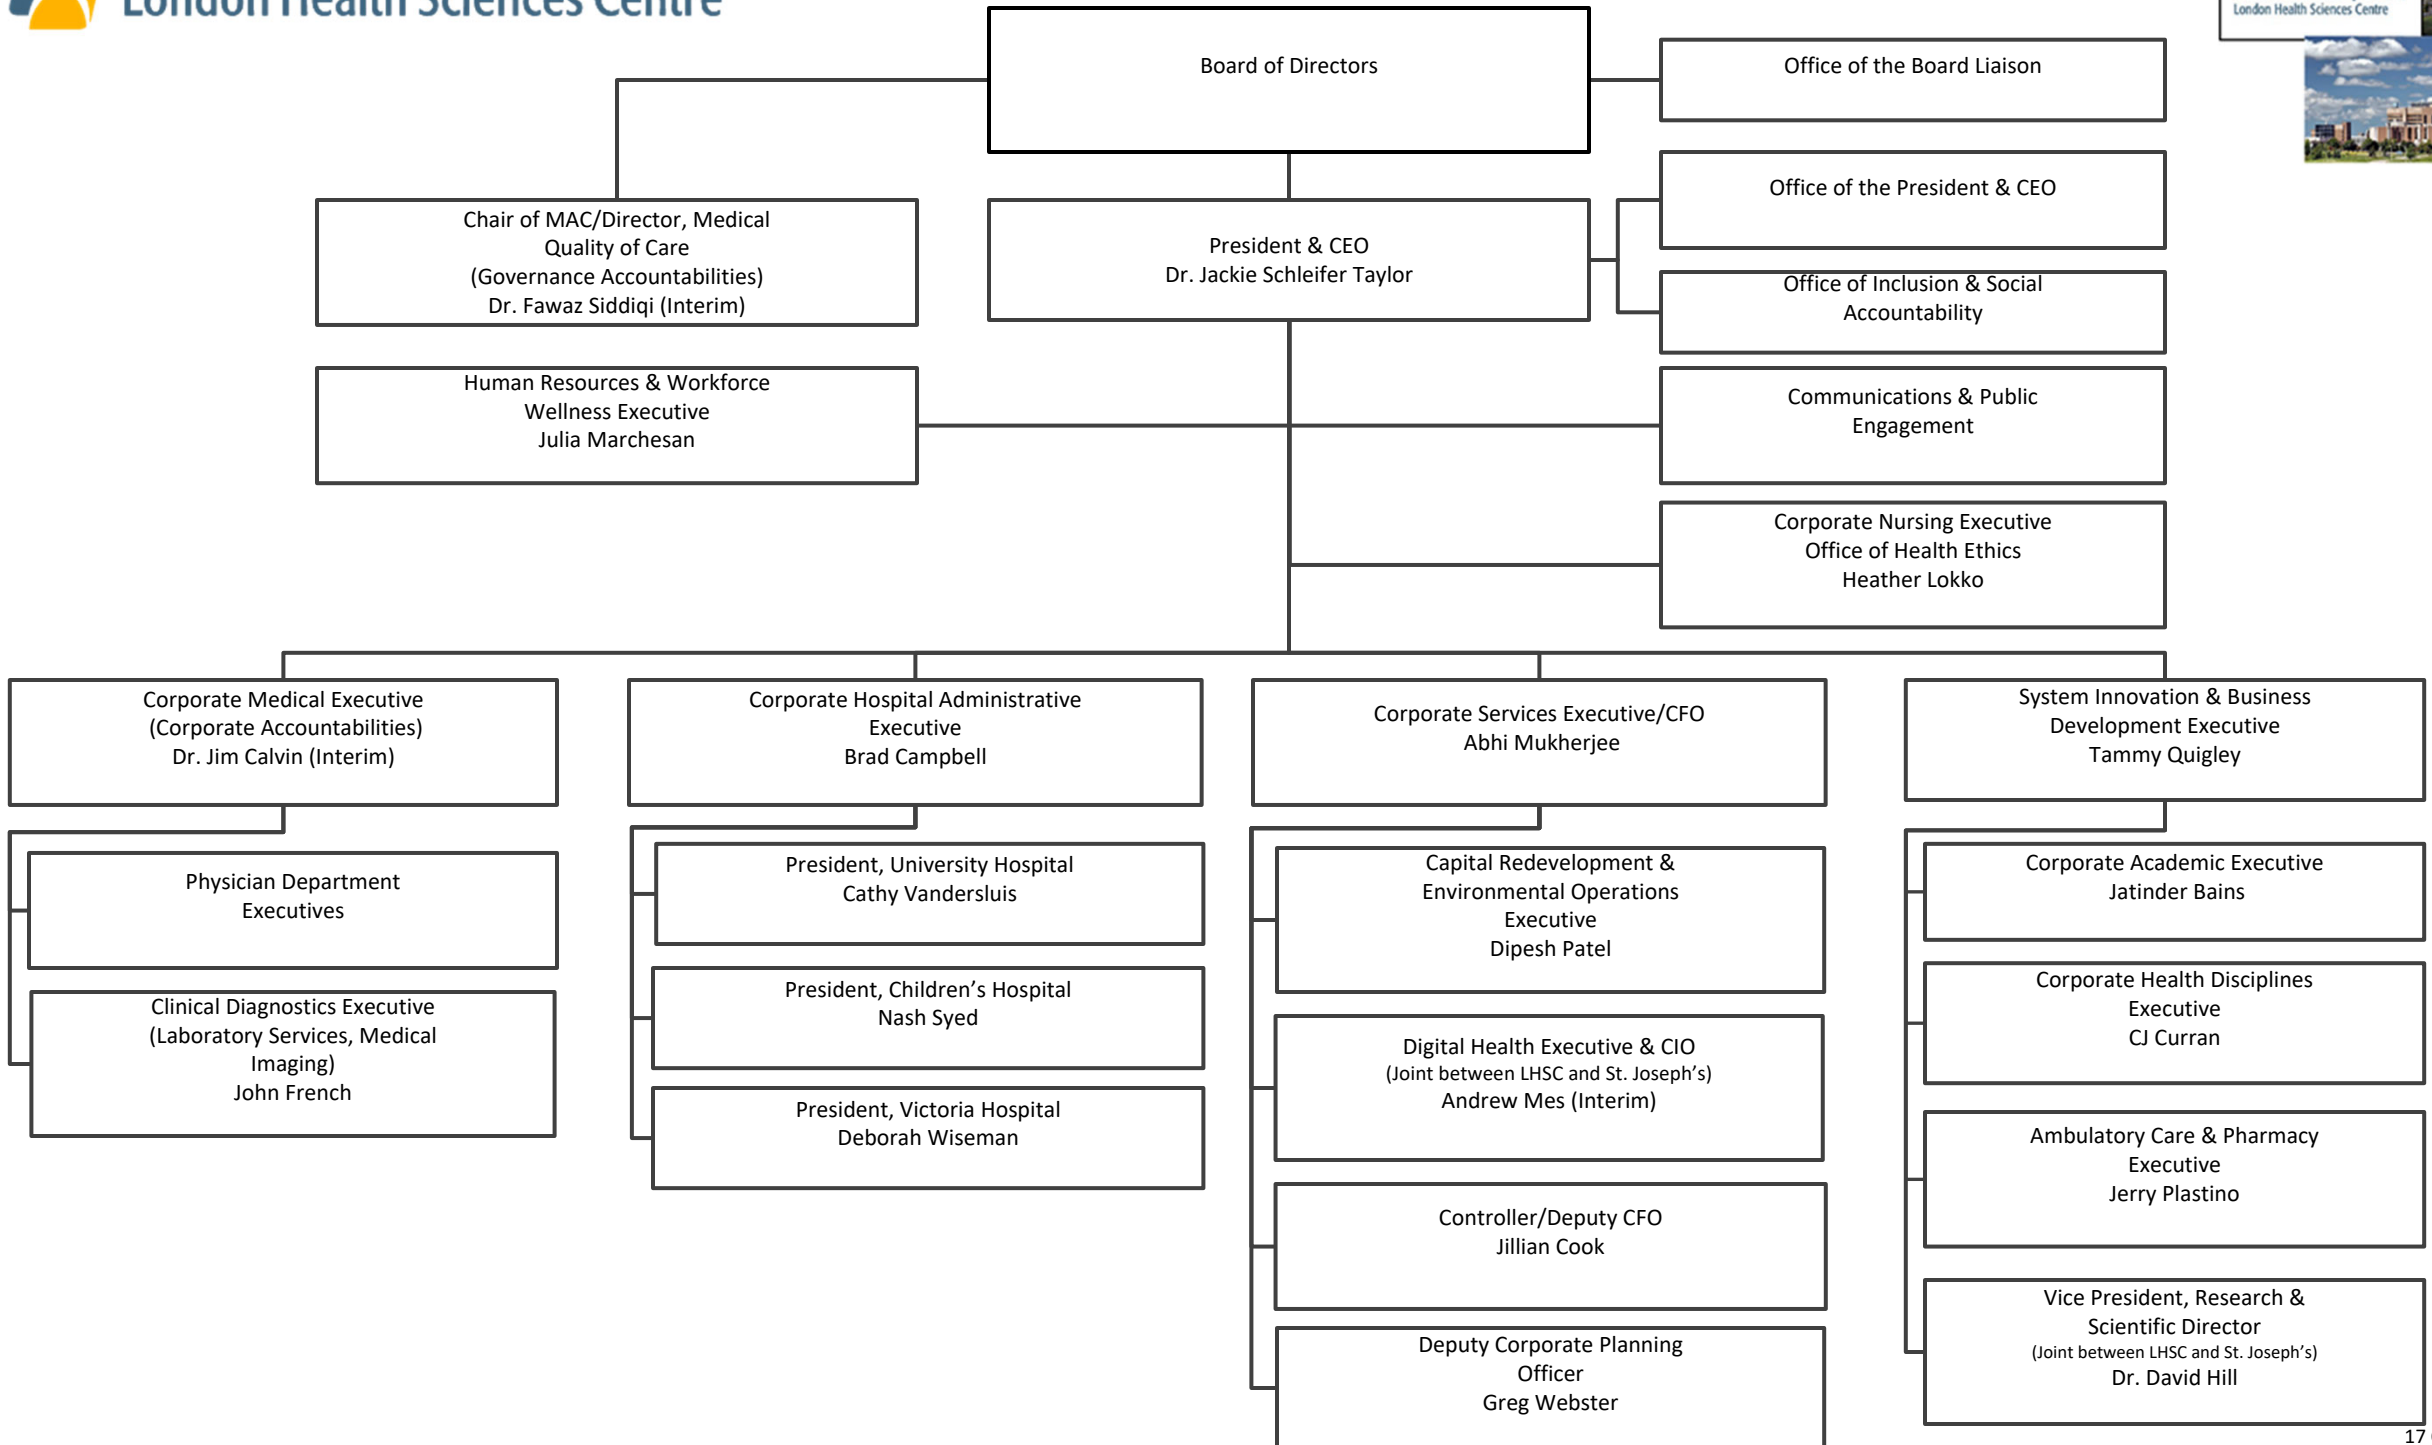 London Health Sciences Centre
London Health Sciences Centre
Board of Directors
Office of the Board Liaison
Office of the President & CEO
Chair of MAC/Director, Medical
Quality of Care
(Governance Accountabilities)
Dr. Fawaz Siddiqi (Interim)
President & CEO
Dr. Jackie Schleifer Taylor
Office of Inclusion & Social
Accountability
Human Resources & Workforce
Wellness Executive
Julia Marchesan
Communications & Public
Engagement
Corporate Nursing Executive
Office of Health Ethics
Heather Lokko
Corporate Medical Executive
(Corporate Accountabilities)
Dr. Jim Calvin (Interim)
Corporate Hospital Administrative
Executive
Brad Campbell
Corporate Services Executive/CFO
Abhi Mukherjee
System Innovation & Business
Development Executive
Tammy Quigley
Physician Department
Executives
Clinical Diagnostics Executive
(Laboratory Services, Medical
Imaging)
John French
President, University Hospital
Cathy Vandersluis
President, Children’s Hospital
Nash Syed
President, Victoria Hospital
Deborah Wiseman
Capital Redevelopment &
Environmental Operations
Executive
Dipesh Patel
Digital Health Executive & CIO
(Joint between LHSC and St. Joseph’s)
Andrew Mes (Interim)
Controller/Deputy CFO
Jillian Cook
Deputy Corporate Planning
Officer
Greg Webster
Corporate Academic Executive
Jatinder Bains
Corporate Health Disciplines
Executive
CJ Curran
Ambulatory Care & Pharmacy
Executive
Jerry Plastino
Vice President, Research &
Scientific Director
(Joint between LHSC and St. Joseph’s)
Dr. David Hill
17